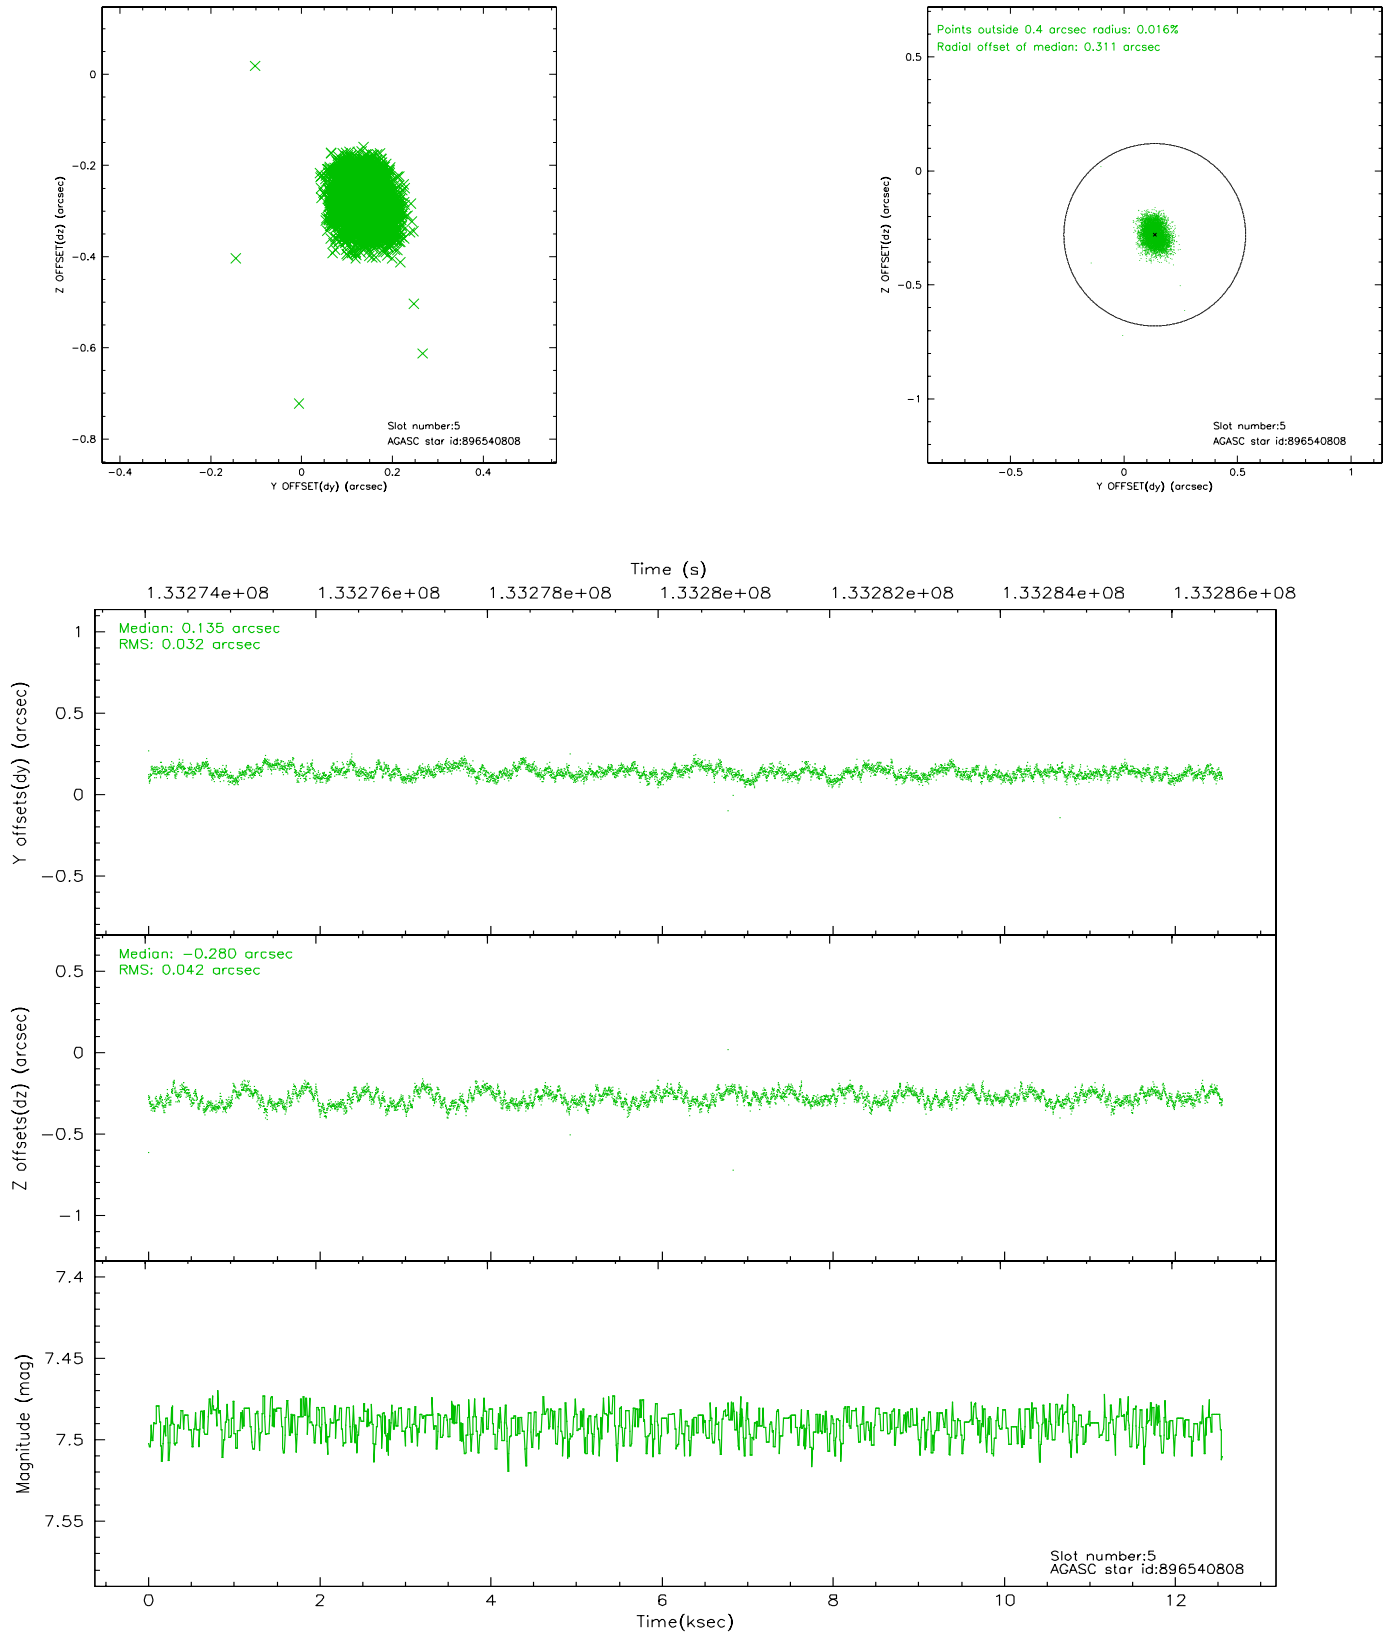 0
−0.2
−0.4
−0.6
−0.8
Z OFFSET(dz) (arcsec)
Slot number:5
AGASC star id:896540808
−0.4
−0.2
0
0.2
0.4
Y OFFSET(dy) (arcsec)
Points outside 0.4 arcsec radius: 0.016%
Radial offset of median: 0.311 arcsec
0.5
0
−0.5
−1
Z OFFSET(dz) (arcsec)
Slot number:5
AGASC star id:896540808
−0.5
0
0.5
1
Y OFFSET(dy) (arcsec)
Time (s)
1.33274e+08
1.33276e+08
1.33278e+08
1.3328e+08
1.33282e+08
1.33284e+08
1.33286e+08
Median: 0.135 arcsec
RMS: 0.032 arcsec
1
0.5
0
−0.5
Y offsets(dy) (arcsec)
Median: −0.280 arcsec
RMS: 0.042 arcsec
0.5
0
−0.5
−1
Z offsets(dz) (arcsec)
7.4
7.45
7.5
7.55
Magnitude (mag)
Slot number:5
AGASC star id:896540808
0
2
4
6
8
10
12
Time(ksec)